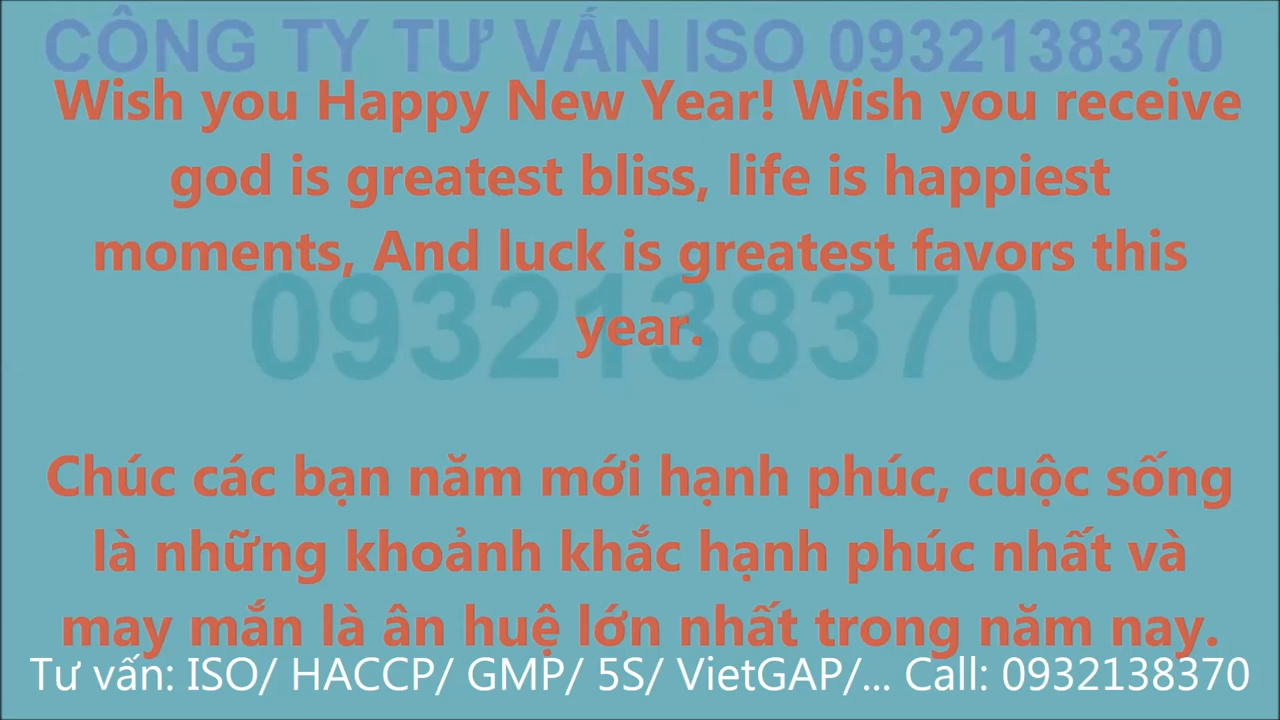 CÔNG TY TƯ VẤN ISO 0932138370
Wish you Happy New Year! Wish you receive
god is greatest bliss, life is happiest
moments, And luck is greatest favors this
0932138370
year.
Chúc các bạn năm mới hạnh phúc, cuộc sống
là những khoảnh khắc hạnh phúc nhất và
may mắn là ân huệ lớn nhất trong năm nay.
Tư vấn: ISO/ HACCP/ GMP/ 5S/ VietGAP/... Call: 0932138370